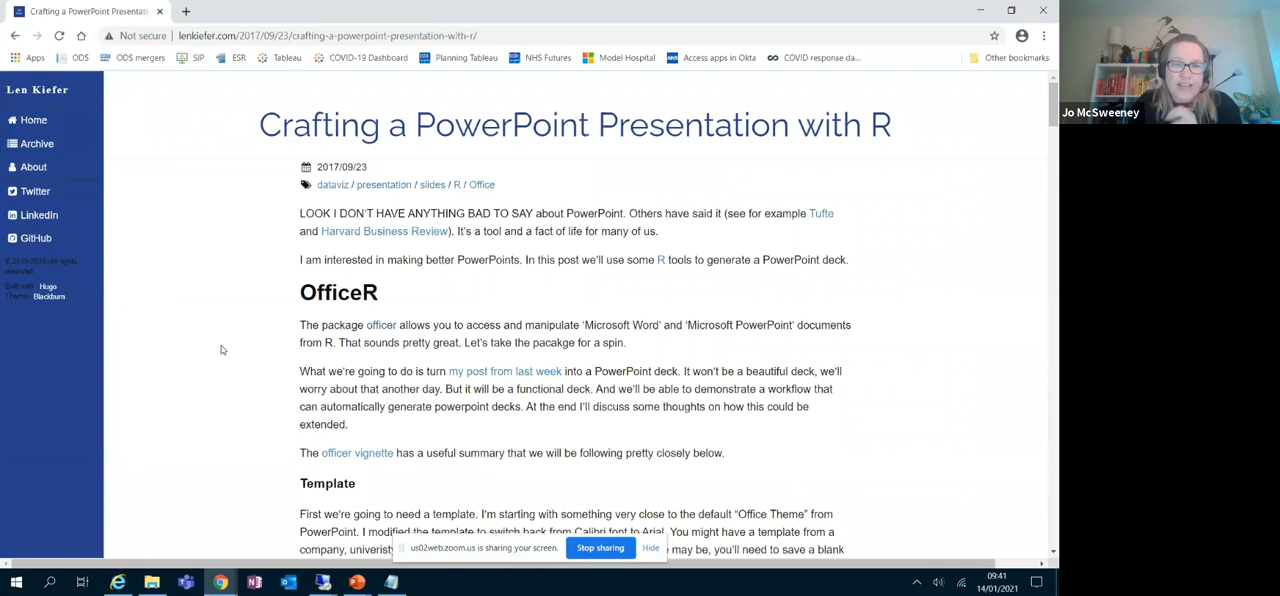 Crafting a PowerPoint Presentati
Not secure | lenkiefer.com/2017/09/23/crafting-a-powerpoint-presentation-with-r/
Apps ODS ODS mergers SIP ESR Tableau COVID-19 Dashboard Planning Tableau NHS Futures Model Hospital Access apps in Okta COVID response da... Other bookmarks
Len Kiefer
Home
Archive
About
Twitter
LinkedIn
GitHub
reserved.
Built with Hugo
Theme Blackburn
Crafting a PowerPoint Presentation with R
2017/09/23
dataviz / presentation / slides / R / Office
LOOK I DON'T HAVE ANYTHING BAD TO SAY about PowerPoint. Others have said it (see for example Tufte
and Harvard Business Review). It's a tool and a fact of life for many of us.
I am interested in making better PowerPoints. In this post we'll use some R tools to generate a PowerPoint deck.
OfficeR
The package officer allows you to access and manipulate 'Microsoft Word' and 'Microsoft PowerPoint' documents
from R. That sounds pretty great. Let's take the pacakge for a spin.
What we're going to do is turn my post from last week into a PowerPoint deck. It won't be a beautiful deck, we'll
worry about that another day. But it will be a functional deck. And we'll be able to demonstrate a workflow that
can automatically generate powerpoint decks. At the end I'll discuss some thoughts on how this could be
extended.
The officer vignette has a useful summary that we will be following pretty closely below.
Template
First we're going to need a template. I'm starting with something very close to the default "Office Theme" from
PowerPoint. I modified the template to switch back from Calibri font to Arial. You might have a template from a
company, univeristy may be, you'll need to save a blank
us02web.zoom.us is sharing your screen. Stop sharing Hide
09:41
14/01/2021
Jo McSweeney